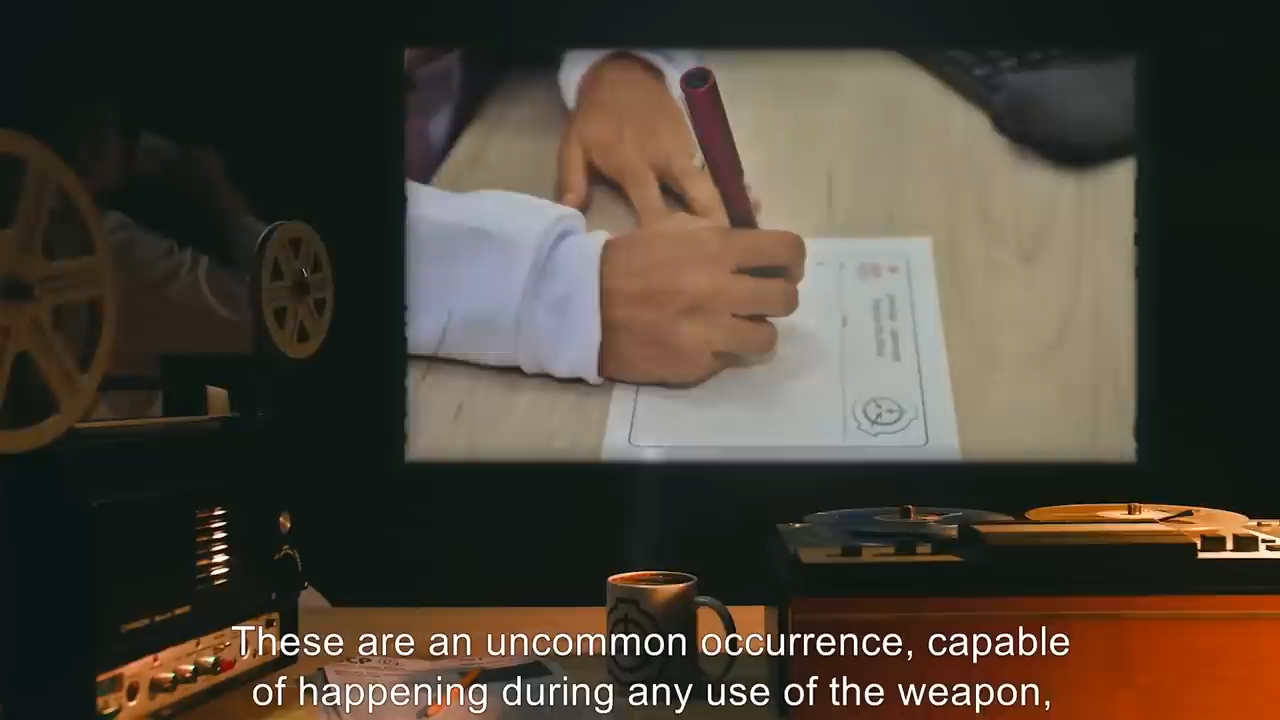 These are an uncommon occurrence, capable
of happening during any use of the weapon,